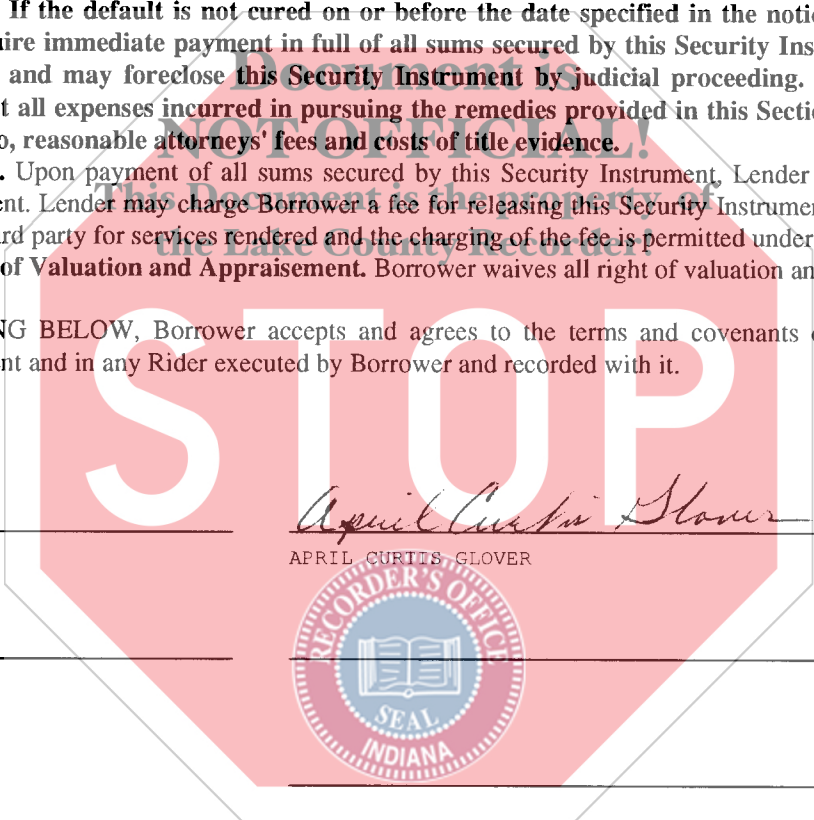 If the default is not cured on or before the date specified in the notic
uire immediate payment in full of all sums secured by this Security Ins
and may foreclose this Security Instrument by judicial proceeding.
t all expenses incurred in pursuing the remedies provided in this Secti
o, reasonable attorneys' fees and costs of title evidence.
. Upon payment of all sums secured by this Security Instrument, Lender
ent. Lender may charge Borrower a fee for releasing this Security Instrume
rd party for services rendered and the charging of the fee is permitted under
of Valuation and Appraisement. Borrower waives all right of valuation an
NG BELOW, Borrower accepts and agrees to the terms and covenants
nt and in any Rider executed by Borrower and recorded with it.
Document is
NOT OFFICIAL!
This Document is the property of
the Lake County Recorder!
STOP
April Curtis Glover
APRIL CURTIS GLOVER
RECORDER'S OFFICE
SEAL
INDIANA